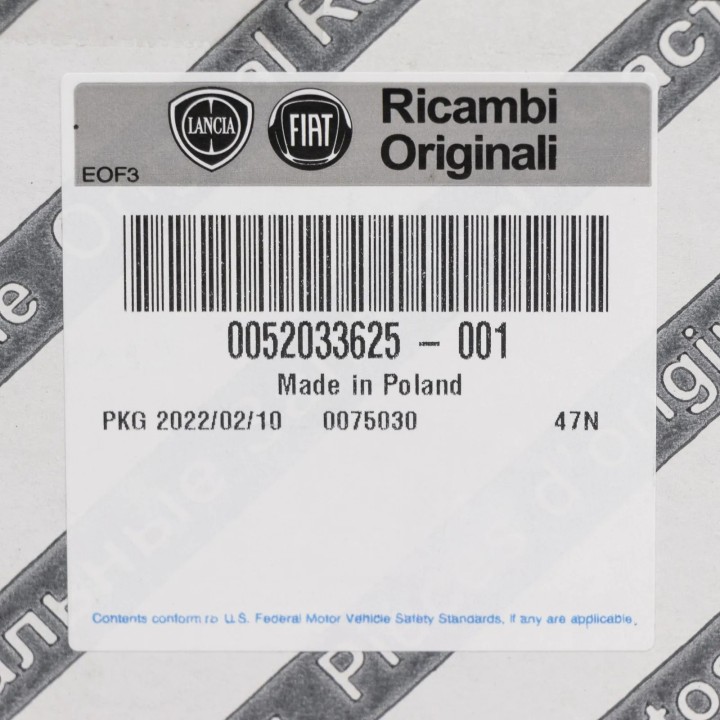 LANCIA
FIAT
Ricambi
Originali
EOF3
0052033625 – 001
Made in Poland
PKG 2022/02/10 0075030 47N
Contents conform to U.S. Federal Motor Vehicle Safety Standards, if any are applicable.